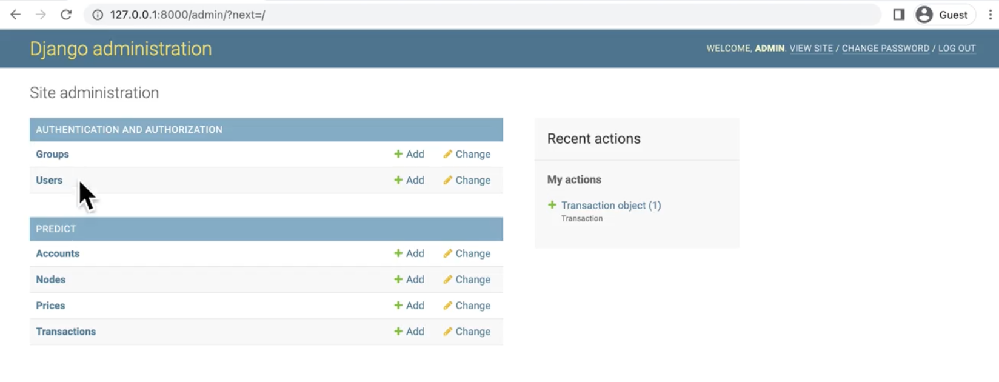 127.0.0.1:8000/admin/?next=/
Guest
Django administration
WELCOME, ADMIN. VIEW SITE / CHANGE PASSWORD / LOG OUT
Site administration
AUTHENTICATION AND AUTHORIZATION
Groups Add Change
Users Add Change
PREDICT
Accounts Add Change
Nodes Add Change
Prices Add Change
Transactions Add Change
Recent actions
My actions
Transaction object (1)
Transaction